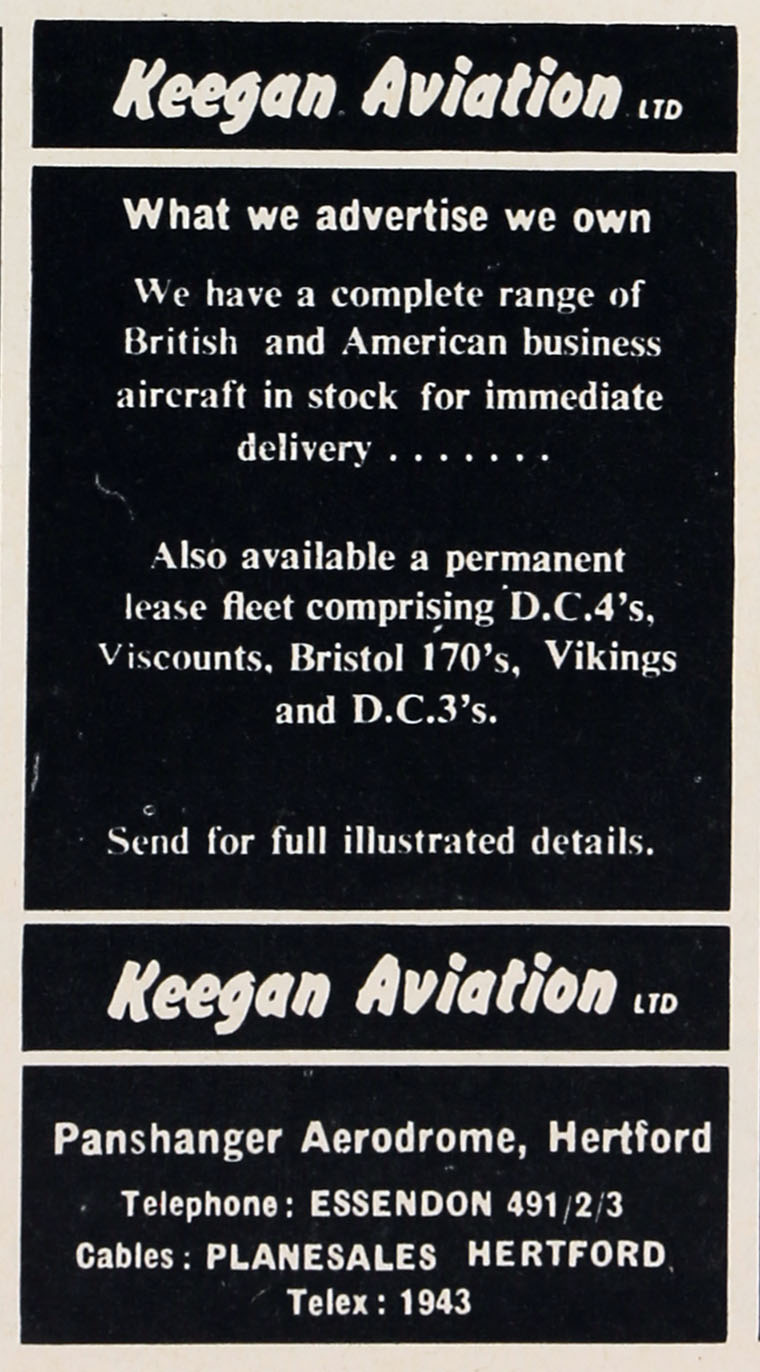 Keegan Aviation LTD
What we advertise we own
We have a complete range of
British and American business
aircraft in stock for immediate
delivery . . . . . . .
Also available a permanent
lease fleet comprising D.C.4's,
Viscounts, Bristol 170's, Vikings
and D.C.3's.
Send for full illustrated details.
Keegan Aviation LTD
Panshanger Aerodrome, Hertford
Telephone: ESSENDON 491/2/3
Cables: PLANESALES HERTFORD
Telex: 1943